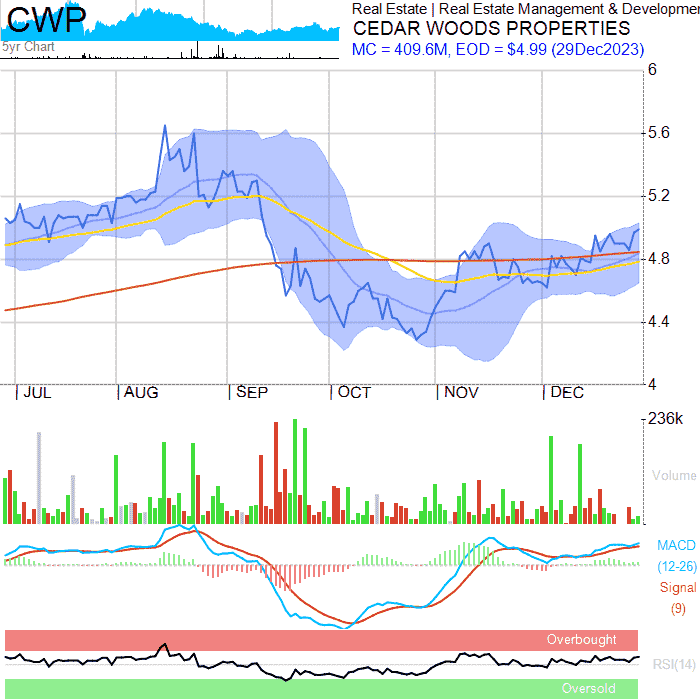 CWP
5yr Chart
Real Estate | Real Estate Management & Developmen
CEDAR WOODS PROPERTIES
MC = 409.6M, EOD = $4.99 (29Dec2023)
6
5.6
5.2
4.8
4.4
4
JUL AUG SEP OCT NOV DEC
236k
Volume
MACD
(12-26)
Signal
(9)
Overbought
RSI(14)
Oversold